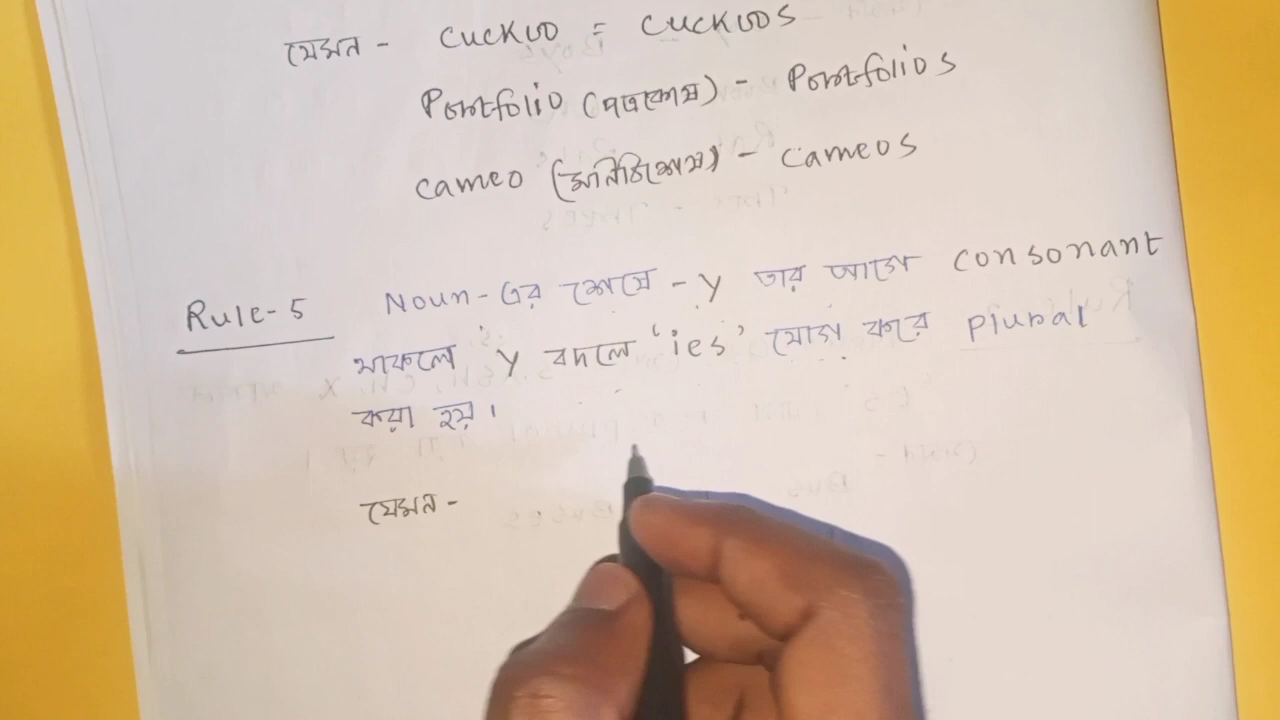 যেমন - cuckoo = cuckoos
Portfolio (পত্রকোষ) - Portfolios
cameo - cameos
Rule-5 Noun-এর শেষে -y তার আগে consonant
থাকলে y বদলে 'ies' যোগ করে plural
করা হয়।
যেমন -